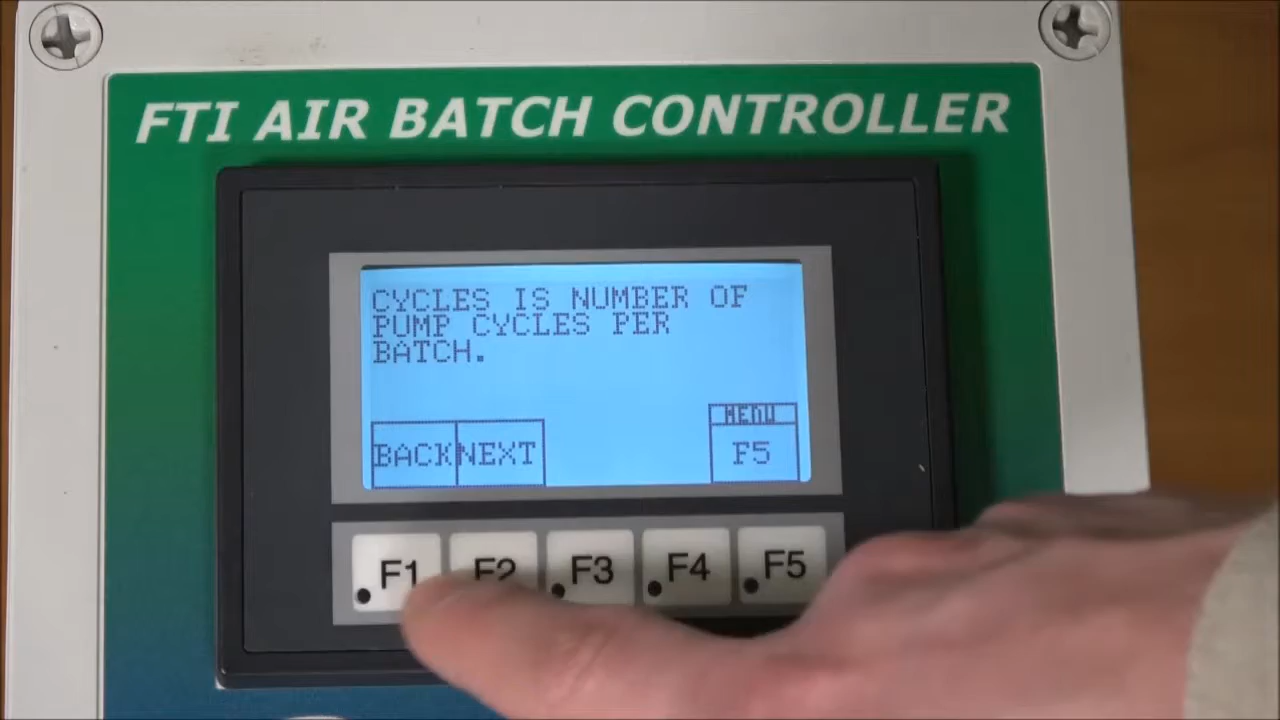 FTI AIR BATCH CONTROLLER
CYCLES IS NUMBER OF
PUMP CYCLES PER
BATCH.
MENU
BACK NEXT F5
F1 F2 F3 F4 F5